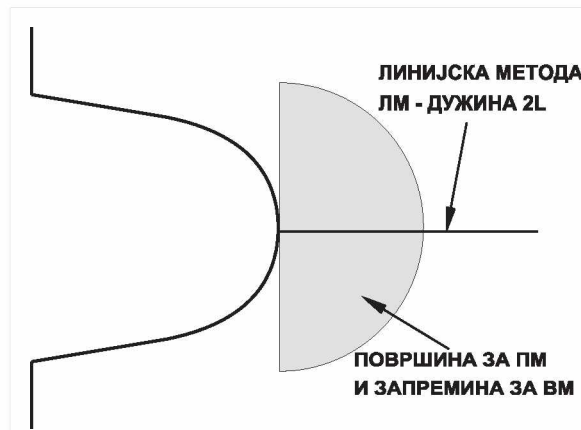 ЛИНИЈСКА МЕТОДА
ЛМ - ДУЖИНА 2L
ПОВРШИНА ЗА ПМ
И ЗАПРЕМИНА ЗА ВМ